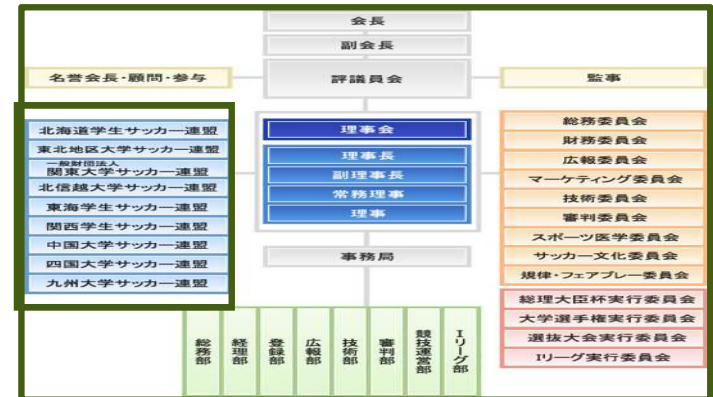 会長
副会長
名誉会長・顧問・参与
評議員会
監事
北海道学生サッカー連盟
東北地区大学サッカー連盟
一般財団法人
関東大学サッカー連盟
北信越大学サッカー連盟
東海学生サッカー連盟
関西学生サッカー連盟
中国大学サッカー連盟
四国大学サッカー連盟
九州大学サッカー連盟
理事会
理事長
副理事長
常務理事
理事
事務局
総務委員会
財務委員会
広報委員会
マーケティング委員会
技術委員会
審判委員会
スポーツ医学委員会
サッカー文化委員会
規律・フェアプレー委員会
総理大臣杯実行委員会
大学選手権実行委員会
選抜大会実行委員会
Iリーグ実行委員会
総務部
経理部
登録部
広報部
技術部
審判部
競技運営部
Iリーグ部